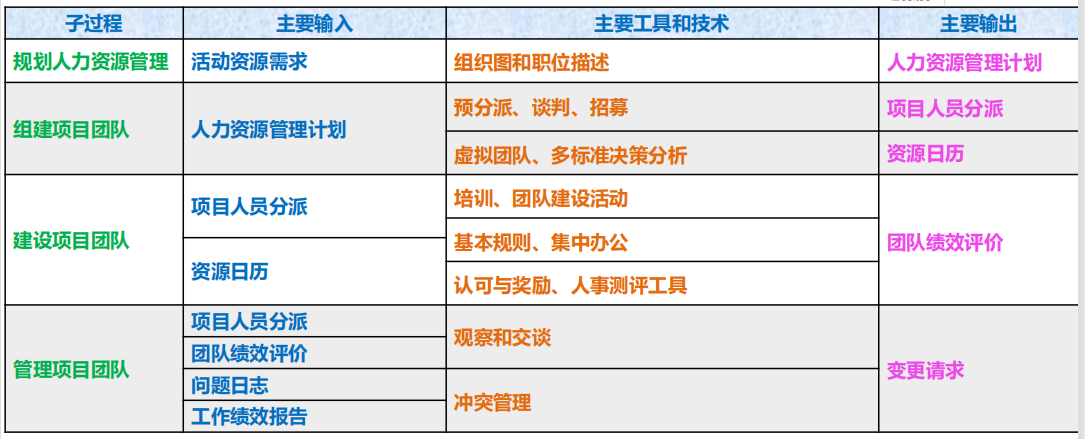 子过程 主要输入 主要工具和技术 主要输出
规划人力资源管理 活动资源需求 组织图和职位描述 人力资源管理计划
组建项目团队 人力资源管理计划 预分派、谈判、招募 项目人员分派
虚拟团队、多标准决策分析 资源日历
建设项目团队 项目人员分派 培训、团队建设活动 团队绩效评价
资源日历 基本规则、集中办公
认可与奖励、人事测评工具
管理项目团队 项目人员分派 观察和交谈 变更请求
团队绩效评价
问题日志 冲突管理
工作绩效报告